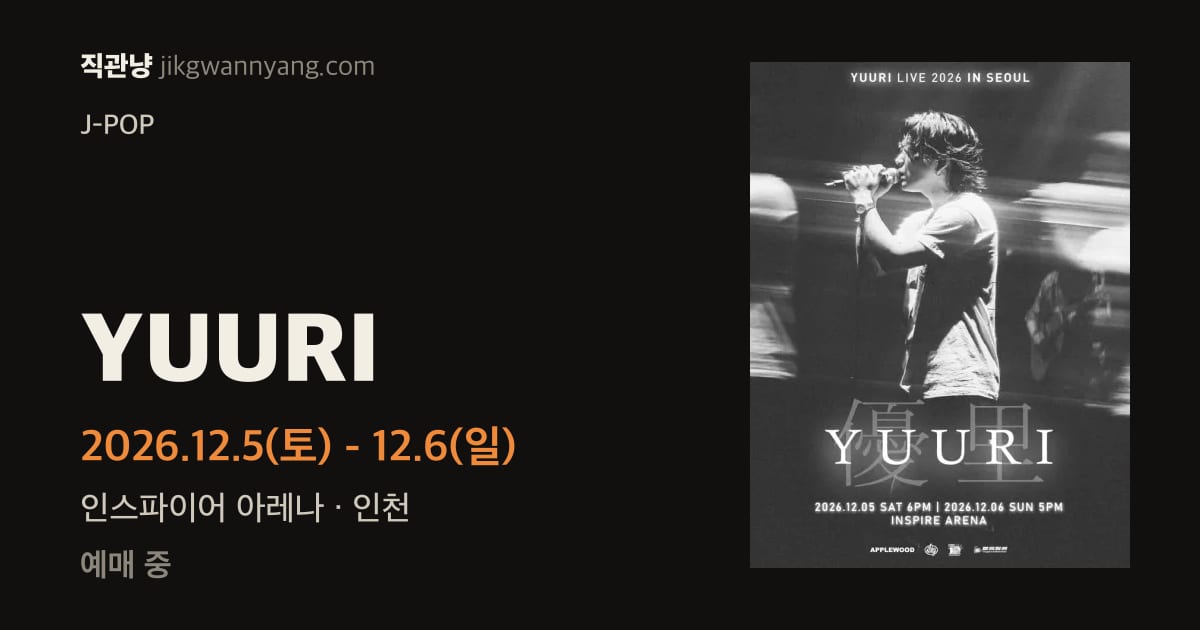 직관냥 jikgwannyang.com
J-POP
YUURI
2026.12.5(토) - 12.6(일)
인스파이어 아레나 · 인천
예매 중
YUURI LIVE 2026 IN SEOUL
優里
YUURI
2026.12.05 SAT 6PM | 2026.12.06 SUN 5PM
INSPIRE ARENA
APPLEWOOD